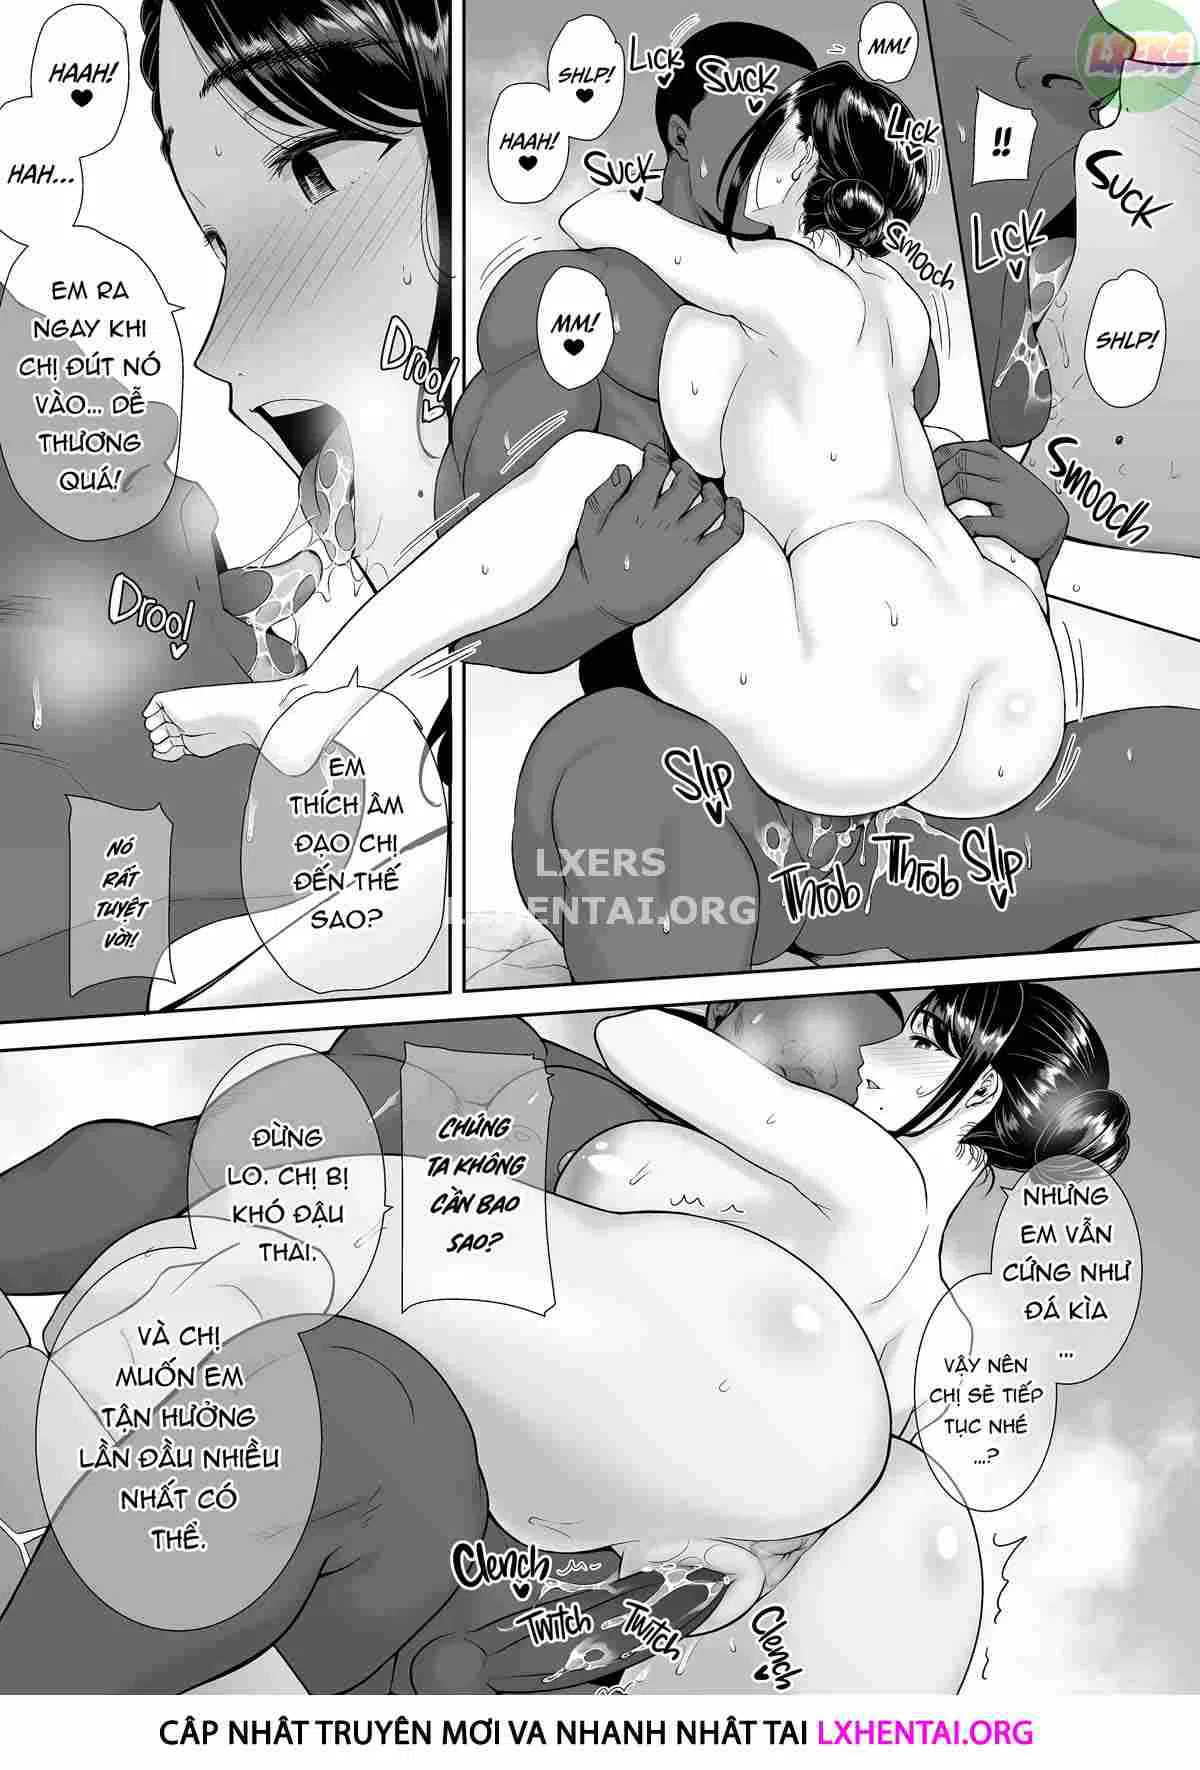 MM!
LICK
SUCK
SHLP!
HAAH!
LICK
SUCK
SMOOCH
MM!
LXERS
!!
SUCK
LICK
SHLP!
SMOOCH
HAAH!
HAH...
EM RA
NGAY KHI
CHỊ ĐÚT NÓ
VÀO... DỄ
THƯƠNG
QUÁ!
DROOL
DROOL
EM
THÍCH ÂM
ĐẠO CHỊ
ĐẾN THẾ
SAO?
NÓ
RẤT
TUYỆT
VỜI!
SLIP
THROB
THROB
SLIP
LXERS
LXHENTAI.ORG
NHƯNG
EM VẪN
CỨNG NHƯ
ĐÁ KÌA
...
VẬY NÊN
CHỊ SẼ TIẾP
TỤC NHÉ
...?
CHÚNG
TA KHÔNG
CẦN BAO
SAO?
ĐỪNG
LO. CHỊ BỊ
KHÓ ĐẬU
THAI.
VÀ CHỊ
MUỐN EM
TẬN HƯỞNG
LẦN ĐẦU NHIỀU
NHẤT CÓ
THỂ.
CLENCH
TWITCH
TWITCH
CLENCH
CẬP NHẬT TRUYỆN MỚI VÀ NHANH NHẤT TẠI LXHENTAI.ORG